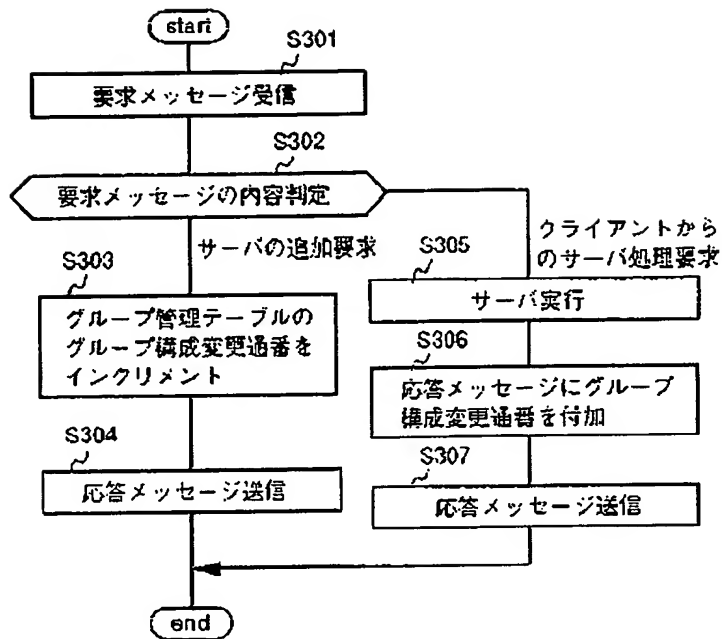 start
S301
要求メッセージ受信
S302
要求メッセージの内容判定
サーバの追加要求
クライアントから
のサーバ処理要求
S303
グループ管理テーブルの
グループ構成変更通番を
インクリメント
S304
応答メッセージ送信
S305
サーバ実行
S306
応答メッセージにグループ
構成変更通番を付加
S307
応答メッセージ送信
end